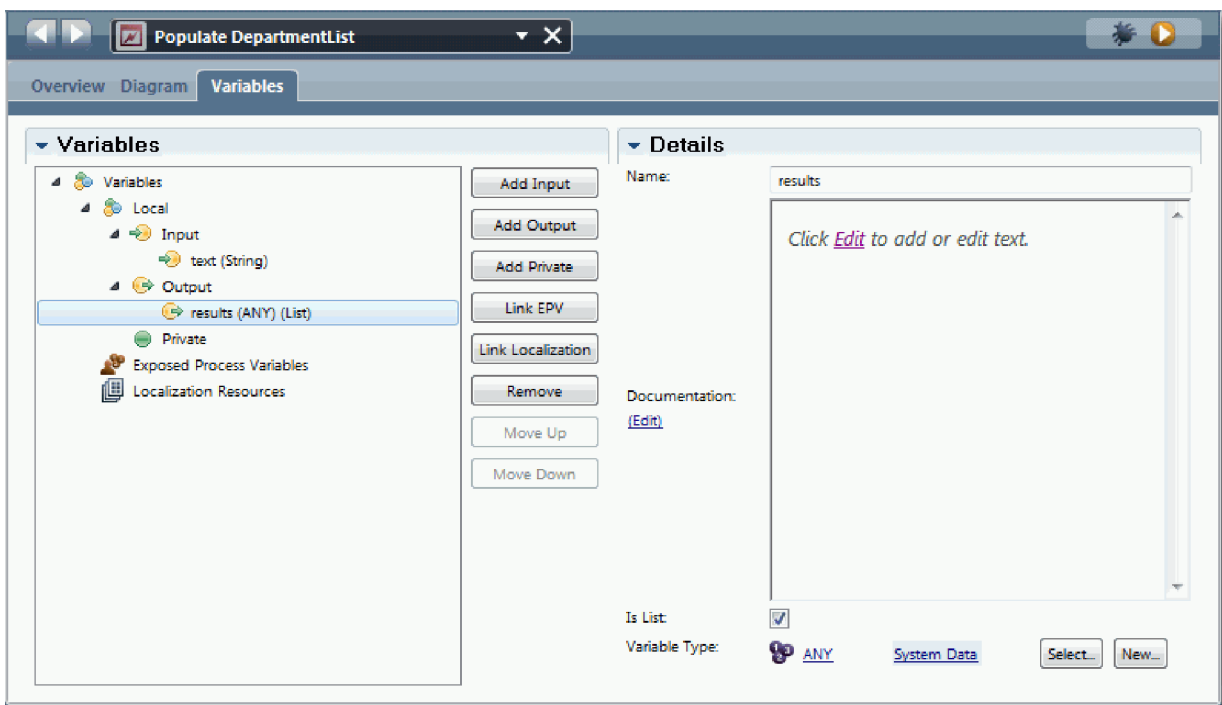 Populate DepartmentList
Overview Diagram Variables
Variables
Variables
Local
Input
text (String)
Output
results (ANY) (List)
Private
Exposed Process Variables
Localization Resources
Add Input
Add Output
Add Private
Link EPV
Link Localization
Remove
Move Up
Move Down
Details
Name: results
Click Edit to add or edit text.
Documentation:
(Edit)
Is List:
Variable Type: ANY System Data Select... New...